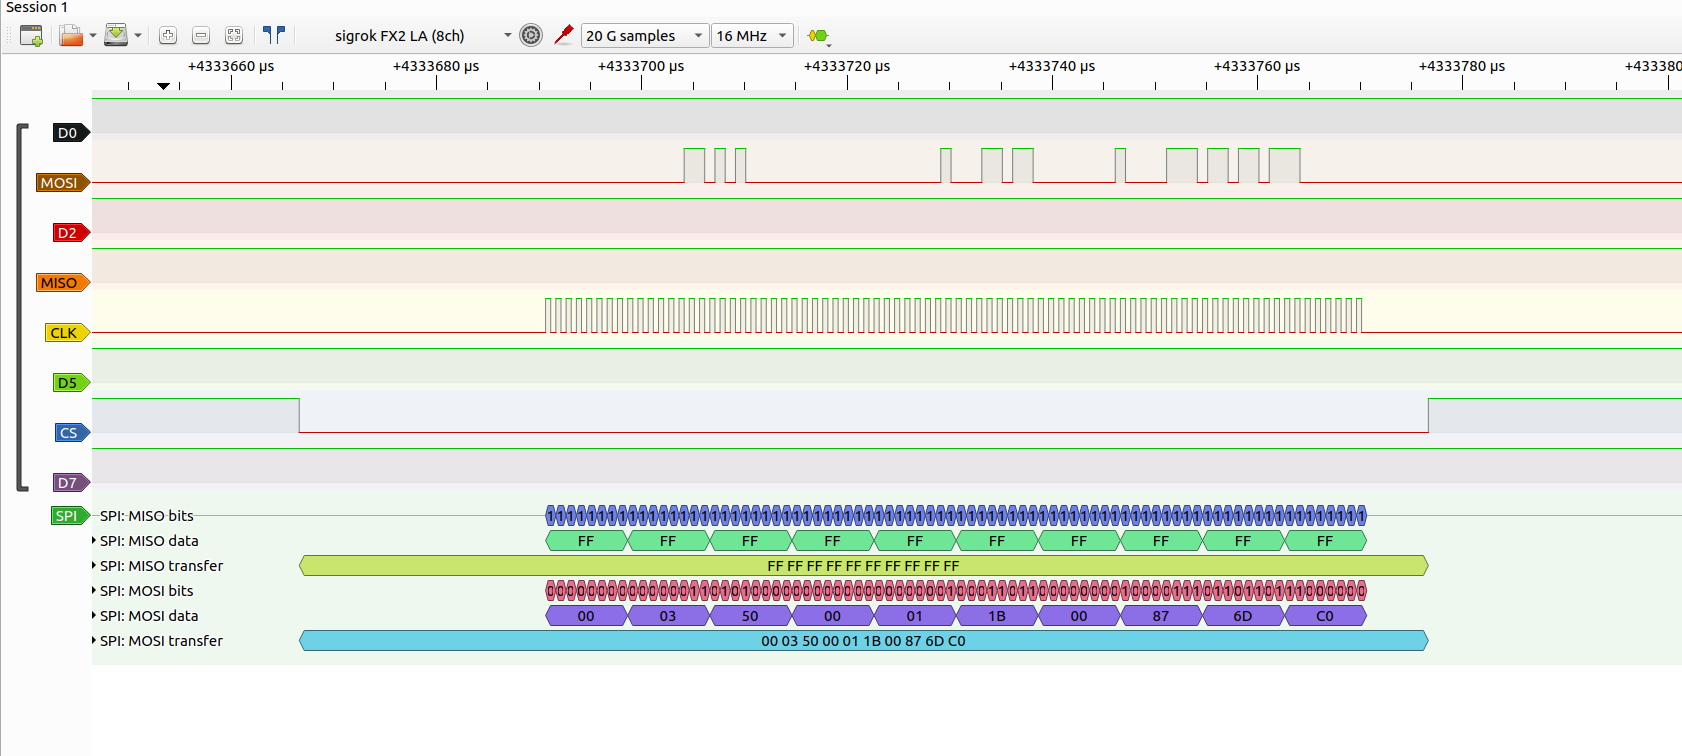 Session 1
sigrok FX2 LA (8ch) 20 G samples 16 MHz
+4333660 µs +4333680 µs +4333700 µs +4333720 µs +4333740 µs +4333760 µs +4333780 µs +433380
D0
MOSI
D2
MISO
CLK
D5
CS
D7
SPI SPI: MISO bits 11111111111111111111111111111111111111111111111111111111111111111111111111111111
SPI: MISO data FF FF FF FF FF FF FF FF FF FF
SPI: MISO transfer FF FF FF FF FF FF FF FF FF FF
SPI: MOSI bits 00000000000000110101000000000000000000010001101100000000100001110110110111000000
SPI: MOSI data 00 03 50 00 01 1B 00 87 6D C0
SPI: MOSI transfer 00 03 50 00 01 1B 00 87 6D C0